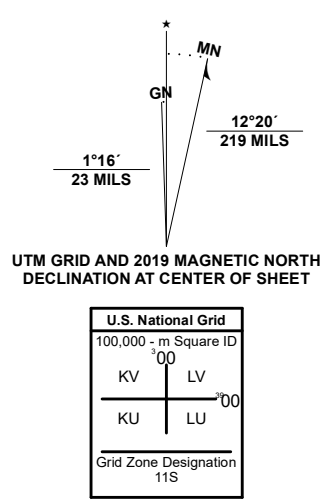 ★
MN
GN
12°20´
219 MILS
1°16´
23 MILS
UTM GRID AND 2019 MAGNETIC NORTH
DECLINATION AT CENTER OF SHEET
U.S. National Grid
100,000 - m Square ID
300
KV LV
3900
KU LU
Grid Zone Designation
11S